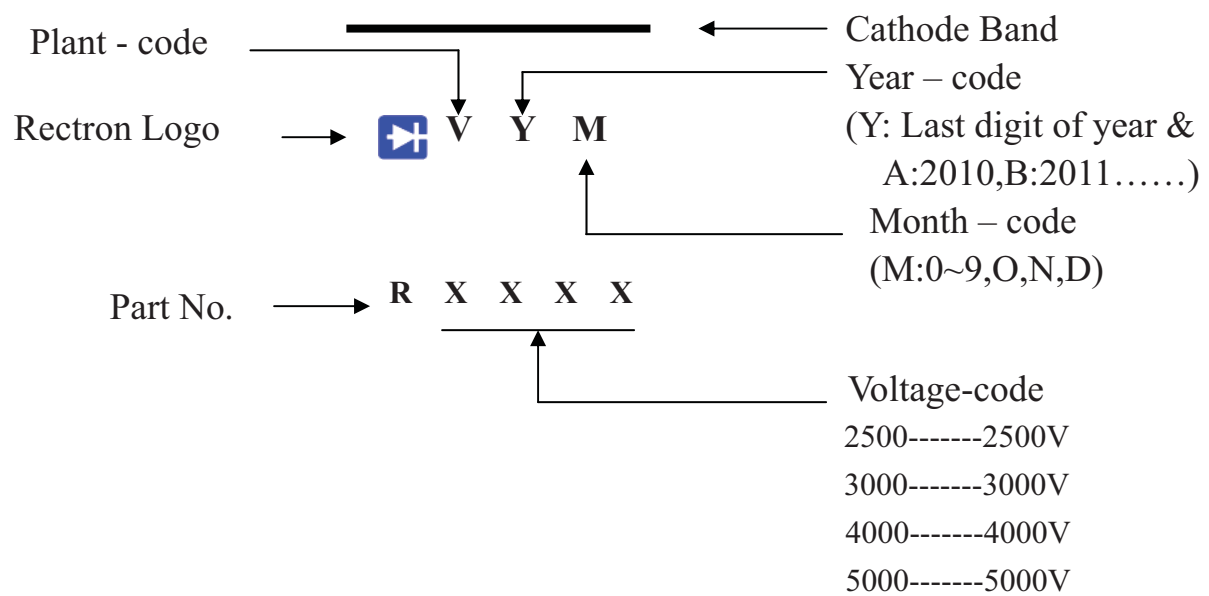 Plant - code
Cathode Band
Year – code
Rectron Logo
V Y M
(Y: Last digit of year &
A:2010,B:2011……)
Month – code
(M:0~9,O,N,D)
Part No.
R X X X X
Voltage-code
2500-------2500V
3000-------3000V
4000-------4000V
5000-------5000V